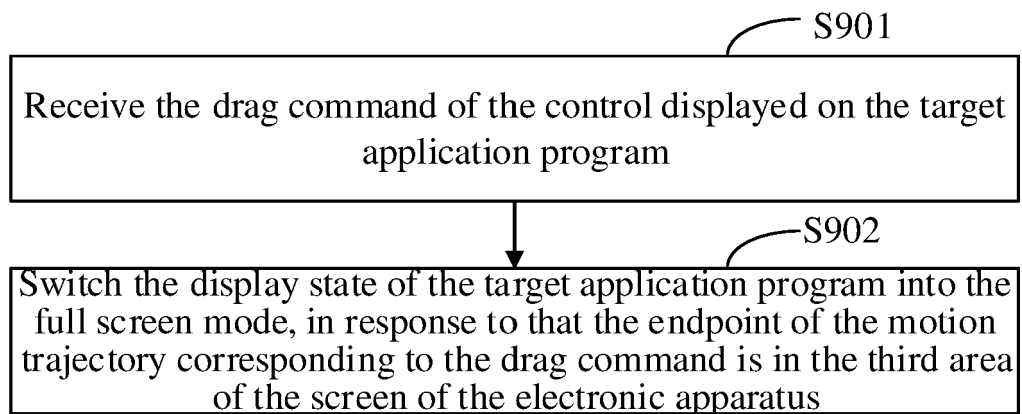 S901
Receive the drag command of the control displayed on the target
application program
S902
Switch the display state of the target application program into the
full screen mode, in response to that the endpoint of the motion
trajectory corresponding to the drag command is in the third area
of the screen of the electronic apparatus